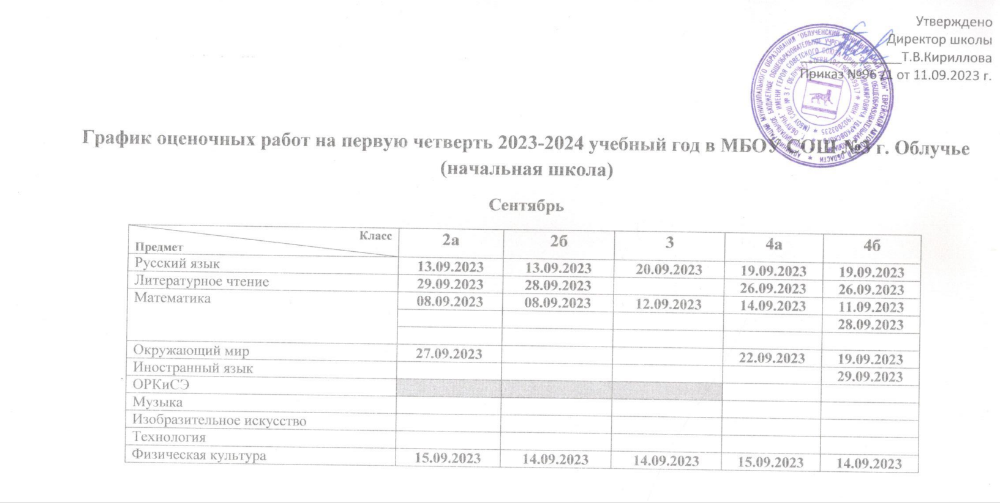 Утверждено
Директор школы
Т.В.Кириллова
Приказ №96 /1 от 11.09.2023 г.
График оценочных работ на первую четверть 2023-2024 учебный год в МБОУ СОШ №3 г. Облучье
(начальная школа)
Сентябрь
Класс
Предмет 2а 2б 3 4а 4б
Русский язык 13.09.2023 13.09.2023 20.09.2023 19.09.2023 19.09.2023
Литературное чтение 29.09.2023 28.09.2023 26.09.2023 26.09.2023
Математика 08.09.2023 08.09.2023 12.09.2023 14.09.2023 11.09.2023
28.09.2023
Окружающий мир 27.09.2023 22.09.2023 19.09.2023
Иностранный язык 29.09.2023
ОРКиСЭ
Музыка
Изобразительное искусство
Технология
Физическая культура 15.09.2023 14.09.2023 14.09.2023 15.09.2023 14.09.2023